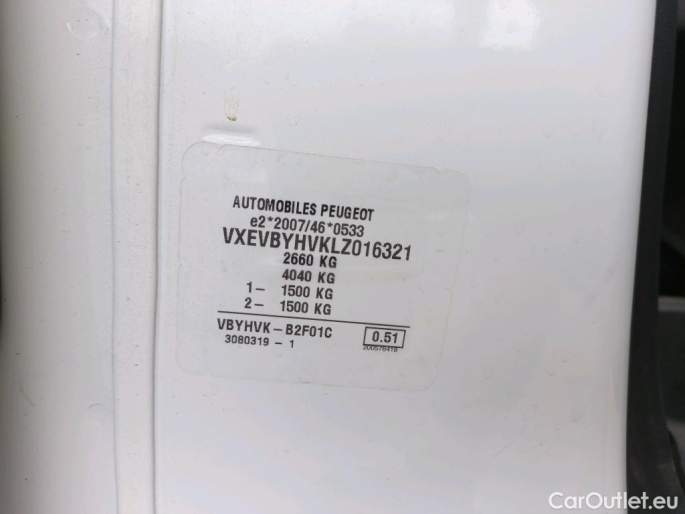 AUTOMOBILES PEUGEOT
e2*2007/46*0533
VXEVBYHVKLZ016321
2660 KG
4040 KG
1- 1500 KG
2- 1500 KG
VBYHVK-B2F01C 0.51
3080319 - 1
CarOutlet.eu